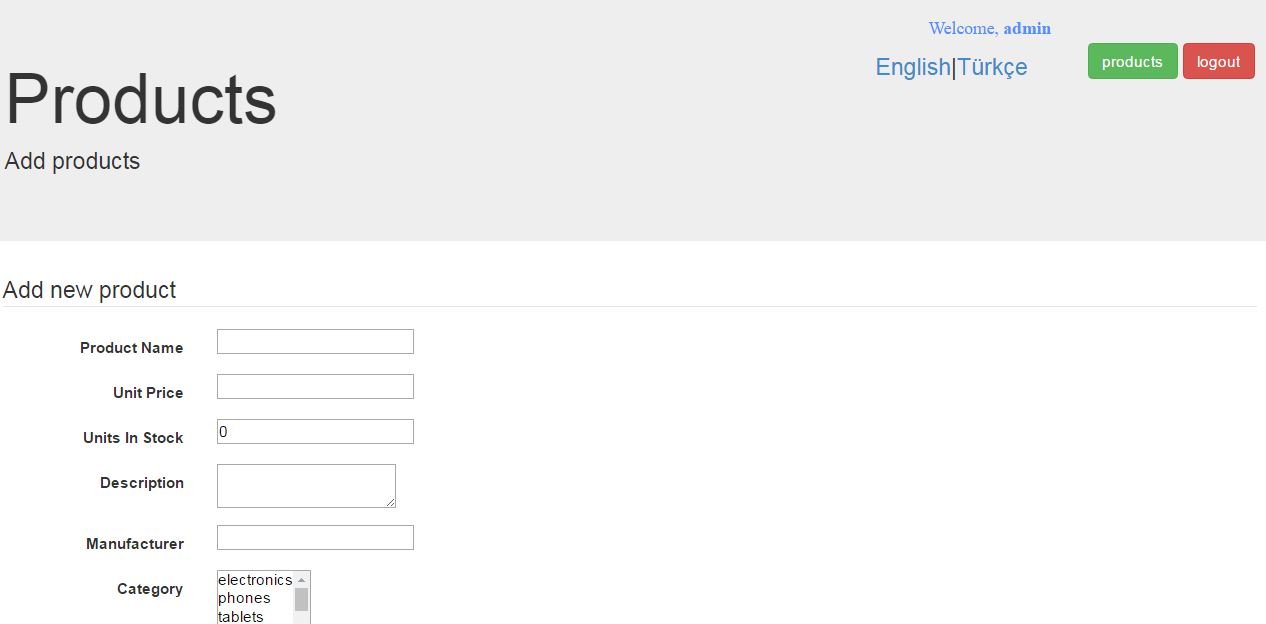 Welcome, admin
English|Türkçe
products
logout
Products
Add products
Add new product
Product Name
Unit Price
Units In Stock
0
Description
Manufacturer
Category
electronics
phones
tablets